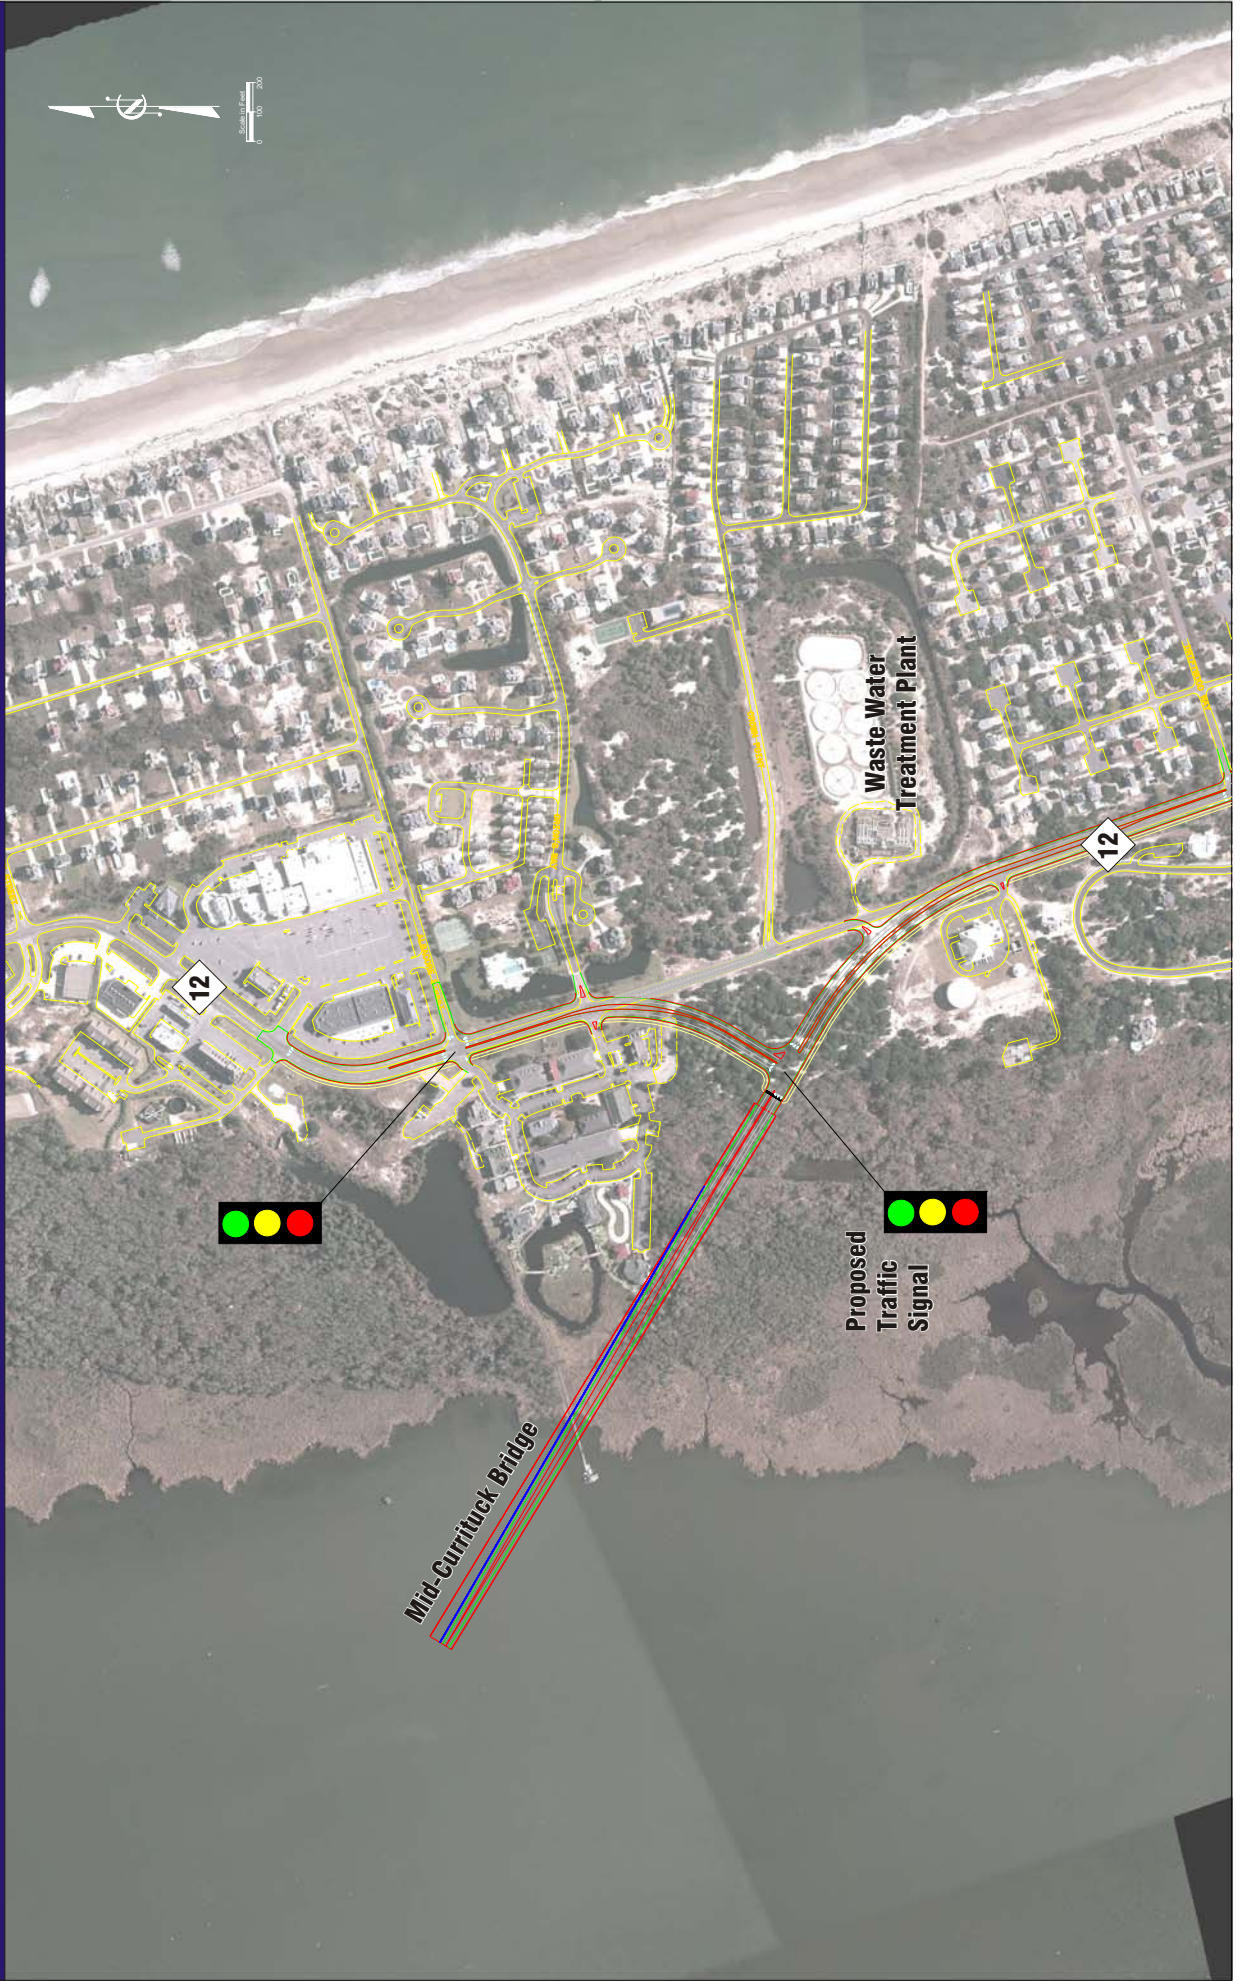 Scale in Feet
0 100 200
12
Waste Water
Treatment Plant
12
Proposed
Traffic
Signal
Mid-Currituck Bridge